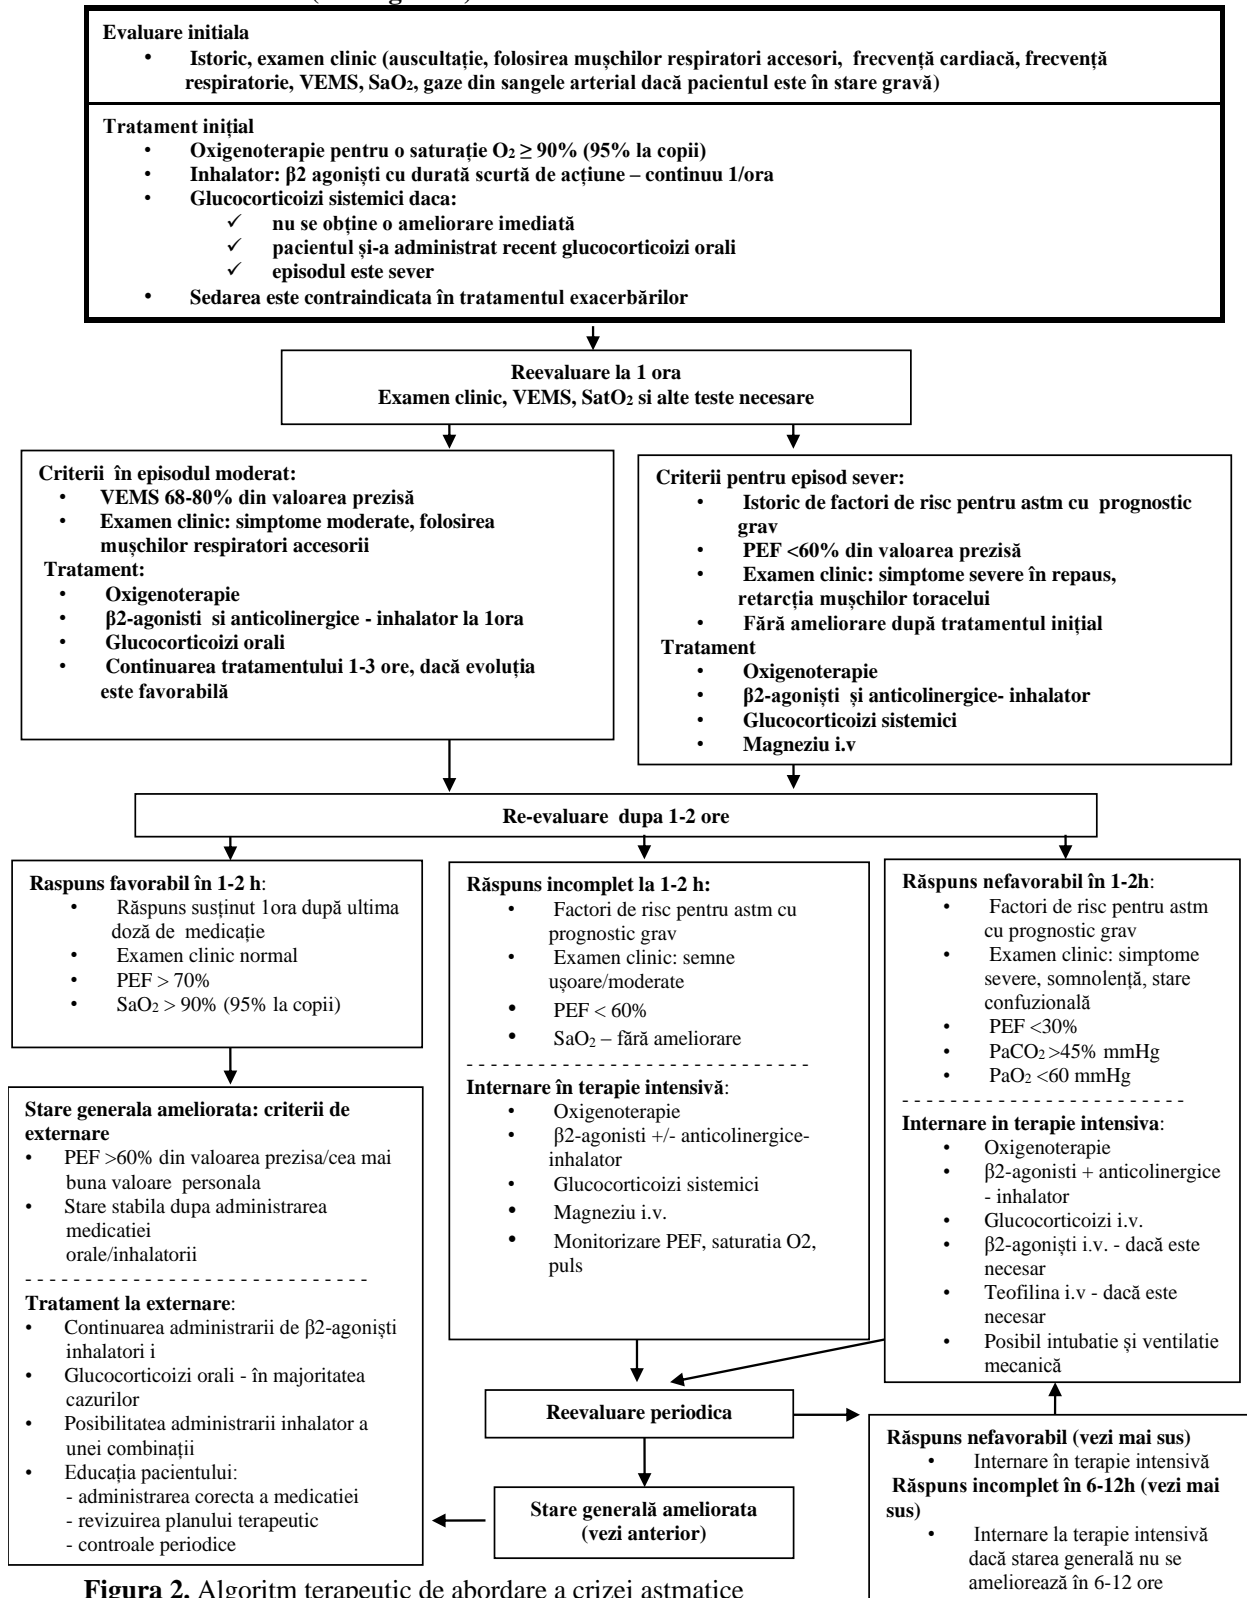 Evaluare initiala
• Istoric, examen clinic (auscultație, folosirea mușchilor respiratori accesori, frecvență cardiacă, frecvență
respiratorie, VEMS, SaO₂, gaze din sangele arterial dacă pacientul este în stare gravă)
Tratament inițial
• Oxigenoterapie pentru o saturație O₂ ≥ 90% (95% la copii)
• Inhalator: β2 agoniști cu durată scurtă de acțiune – continuu 1/ora
• Glucocorticoizi sistemici daca:
✓ nu se obține o ameliorare imediată
✓ pacientul și-a administrat recent glucocorticoizi orali
✓ episodul este sever
• Sedarea este contraindicata în tratamentul exacerbărilor
Reevaluare la 1 ora
Examen clinic, VEMS, SatO₂ si alte teste necesare
Criterii în episodul moderat:
• VEMS 68-80% din valoarea prezisă
• Examen clinic: simptome moderate, folosirea
mușchilor respiratori accesorii
Tratament:
• Oxigenoterapie
• β2-agonisti si anticolinergice - inhalator la 1ora
• Glucocorticoizi orali
• Continuarea tratamentului 1-3 ore, dacă evoluția
este favorabilă
Criterii pentru episod sever:
• Istoric de factori de risc pentru astm cu prognostic
grav
• PEF <60% din valoarea prezisă
• Examen clinic: simptome severe în repaus,
retarcția mușchilor toracelui
• Fără ameliorare după tratamentul inițial
Tratament
• Oxigenoterapie
• β2-agoniști și anticolinergice- inhalator
• Glucocorticoizi sistemici
• Magneziu i.v
Re-evaluare dupa 1-2 ore
Raspuns favorabil în 1-2 h:
• Răspuns susținut 1ora după ultima
doză de medicație
• Examen clinic normal
• PEF > 70%
• SaO₂ > 90% (95% la copii)
Stare generala ameliorata: criterii de
externare
• PEF >60% din valoarea prezisa/cea mai
buna valoare personala
• Stare stabila dupa administrarea
medicatiei
orale/inhalatorii
- - - - - - - - - - - - - - - - - - - - - - - - - - - - -
Tratament la externare:
• Continuarea administrarii de β2-agoniști
inhalatori i
• Glucocorticoizi orali - în majoritatea
cazurilor
• Posibilitatea administrarii inhalator a
unei combinații
• Educația pacientului:
- administrarea corecta a medicatiei
- revizuirea planului terapeutic
- controale periodice
Răspuns incomplet la 1-2 h:
• Factori de risc pentru astm cu
prognostic grav
• Examen clinic: semne
ușoare/moderate
• PEF < 60%
• SaO₂ – fără ameliorare
- - - - - - - - - - - - - - - - - - - - - - - - - - - - -
Internare în terapie intensivă:
• Oxigenoterapie
• β2-agonisti +/- anticolinergice-
inhalator
• Glucocorticoizi sistemici
• Magneziu i.v.
• Monitorizare PEF, saturatia O2,
puls
Răspuns nefavorabil în 1-2h:
• Factori de risc pentru astm
cu prognostic grav
• Examen clinic: simptome
severe, somnolență, stare
confuzională
• PEF <30%
• PaCO₂ >45% mmHg
• PaO₂ <60 mmHg
- - - - - - - - - - - - - - - - - - - - - - - -
Internare in terapie intensiva:
• Oxigenoterapie
• β2-agonisti + anticolinergice
- inhalator
• Glucocorticoizi i.v.
• β2-agoniști i.v. - dacă este
necesar
• Teofilina i.v - dacă este
necesar
• Posibil intubatie și ventilatie
mecanică
Reevaluare periodica
Stare generală ameliorata
(vezi anterior)
Răspuns nefavorabil (vezi mai sus)
• Internare în terapie intensivă
Răspuns incomplet în 6-12h (vezi mai
sus)
• Internare la terapie intensivă
dacă starea generală nu se
ameliorează în 6-12 ore
Figura 2. Algoritm terapeutic de abordare a crizei astmatice